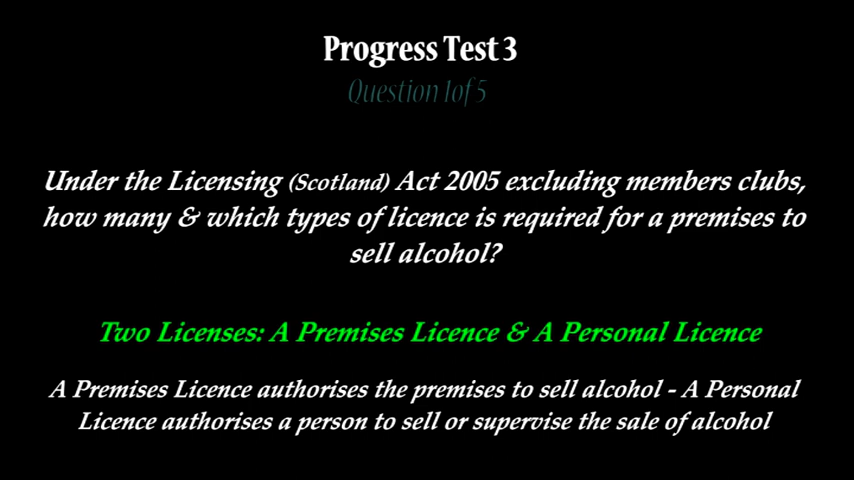 Progress Test 3
Question 1of 5
Under the Licensing (Scotland) Act 2005 excluding members clubs,
how many & which types of licence is required for a premises to
sell alcohol?
Two Licenses: A Premises Licence & A Personal Licence
A Premises Licence authorises the premises to sell alcohol - A Personal
Licence authorises a person to sell or supervise the sale of alcohol